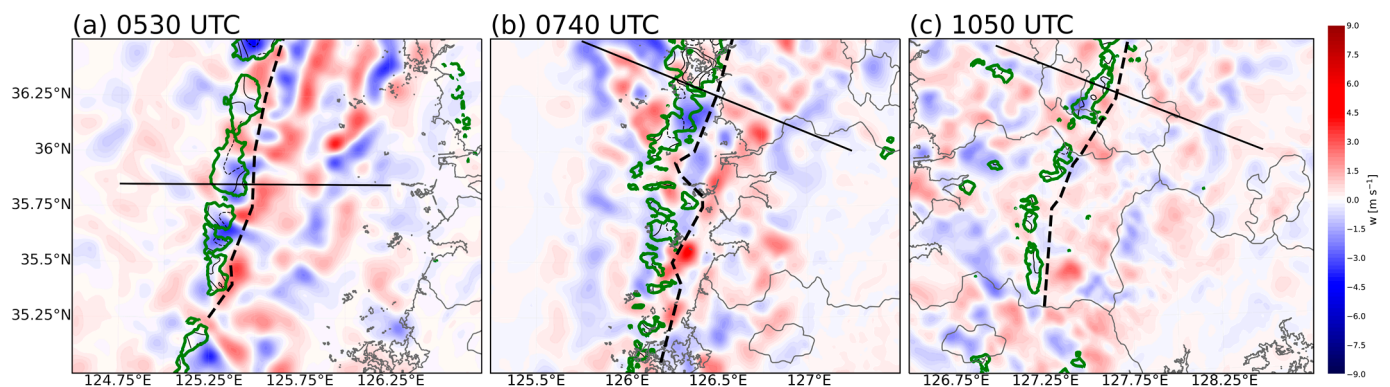 (a) 0530 UTC
(b) 0740 UTC
(c) 1050 UTC
36.25°N
36°N
35.75°N
35.5°N
35.25°N
124.75°E
125.25°E
125.75°E
126.25°E
125.5°E
126°E
126.5°E
127°E
126.75°E
127.25°E
127.75°E
128.25°E
9.0
7.5
6.0
4.5
3.0
1.5
0.0
-1.5
-3.0
-4.5
-6.0
-7.5
-9.0
w [m s⁻¹]